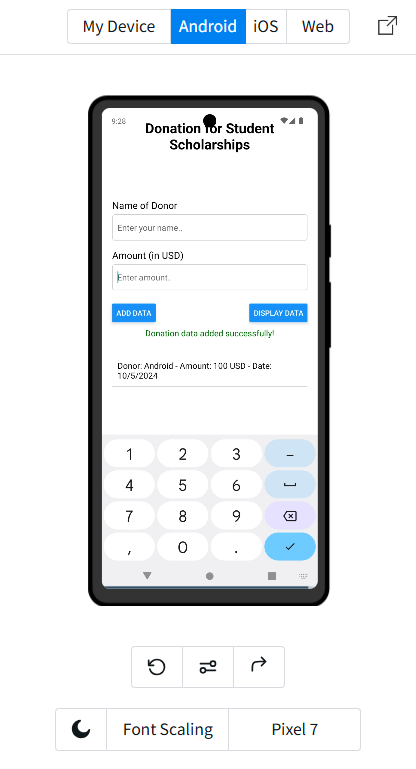 My Device Android iOS Web
9:28
Donation for Student
Scholarships
Name of Donor
Enter your name..
Amount (in USD)
Enter amount.
ADD DATA DISPLAY DATA
Donation data added successfully!
Donor: Android - Amount: 100 USD - Date:
10/5/2024
1 2 3 –
4 5 6
7 8 9
, 0 .
Font Scaling Pixel 7